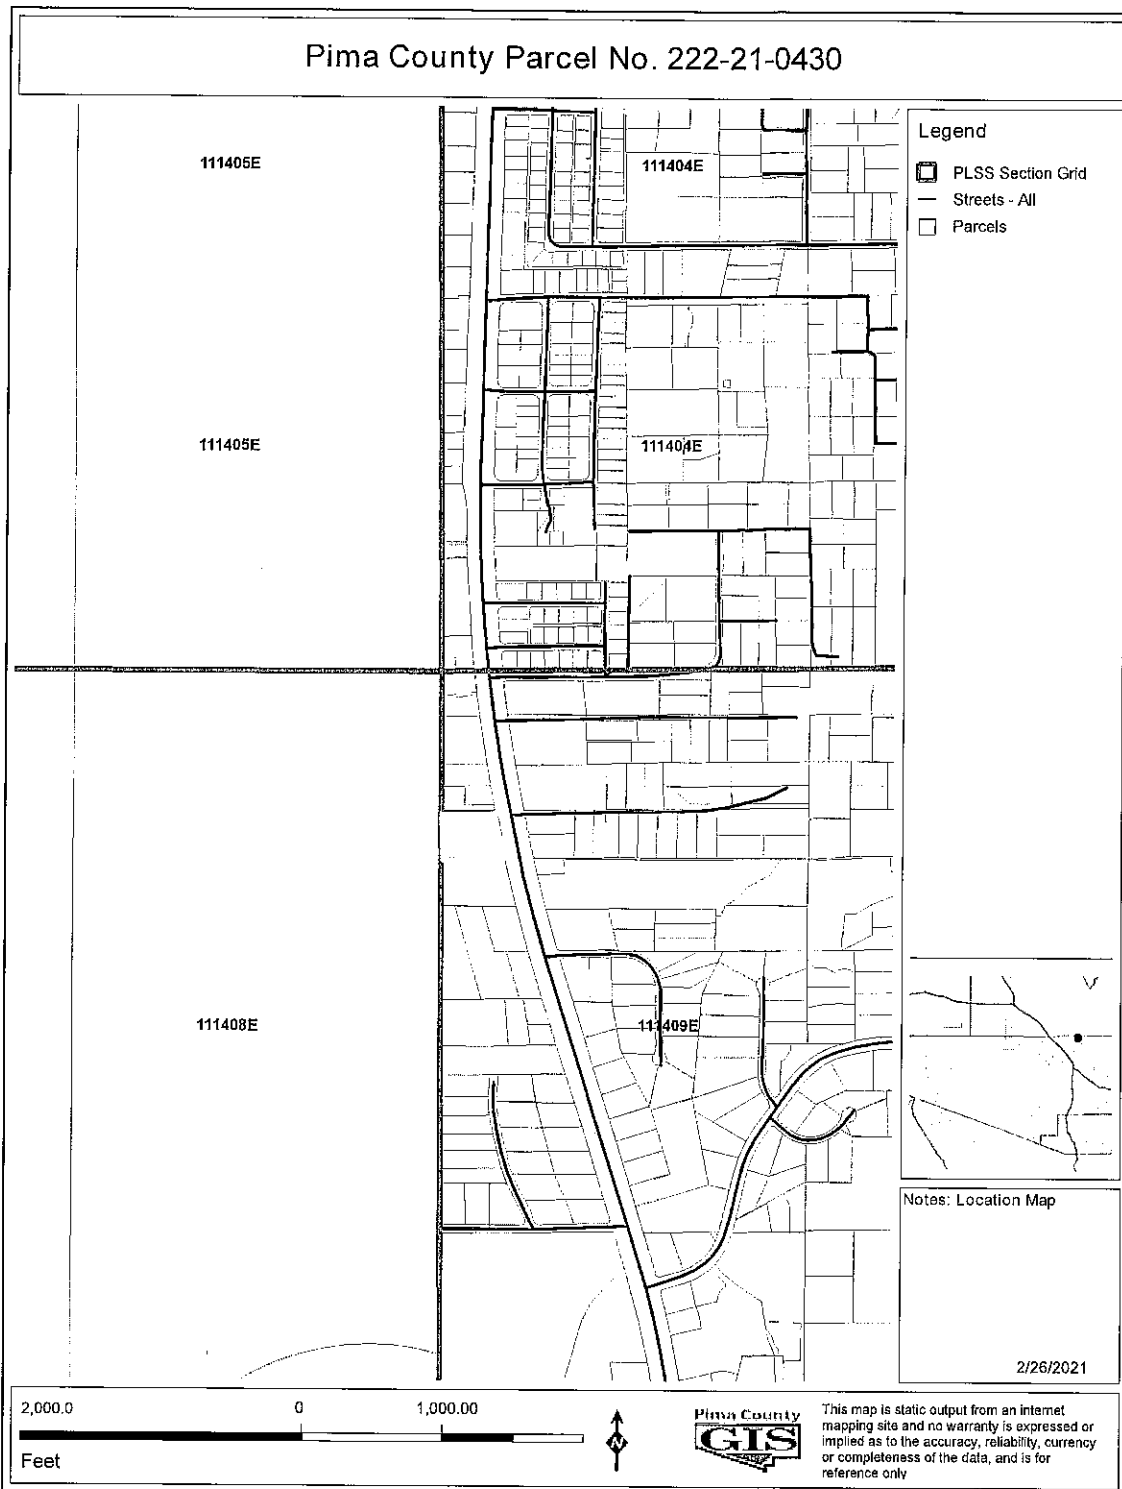 Pima County Parcel No. 222-21-0430
111405E
111404E
Legend
PLSS Section Grid
Streets - All
Parcels
111405E
111404E
111408E
111409E
Notes: Location Map
2/26/2021
2,000.0 0 1,000.00
Feet
N
Pima County
GIS
This map is static output from an internet
mapping site and no warranty is expressed or
implied as to the accuracy, reliability, currency
or completeness of the data, and is for
reference only